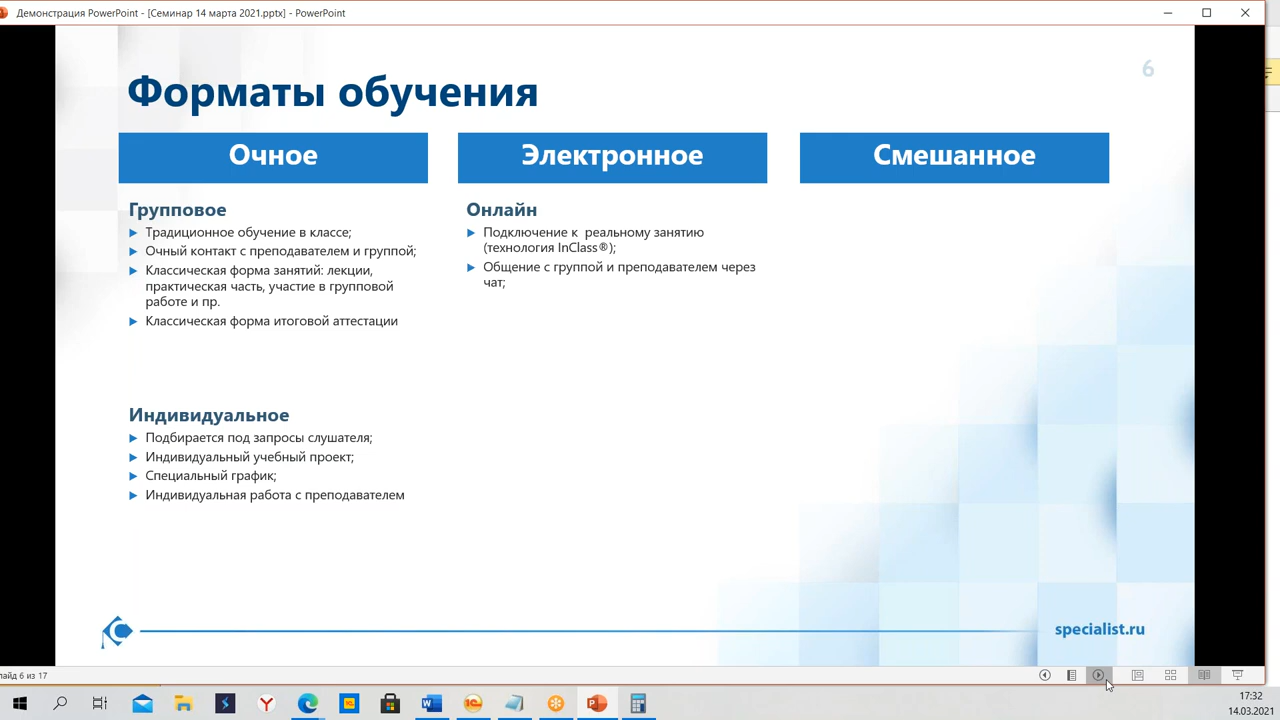 Демонстрация PowerPoint - [Семинар 14 марта 2021.pptx] - PowerPoint
6
Форматы обучения
Очное
Групповое
Традиционное обучение в классе;
Очный контакт с преподавателем и группой;
Классическая форма занятий: лекции,
практическая часть, участие в групповой
работе и пр.
Классическая форма итоговой аттестации
Индивидуальное
Подбирается под запросы слушателя;
Индивидуальный учебный проект;
Специальный график;
Индивидуальная работа с преподавателем
Электронное
Онлайн
Подключение к реальному занятию
(технология InClass®);
Общение с группой и преподавателем через
чат;
Смешанное
specialist.ru
лайд 6 из 17
17:32
14.03.2021